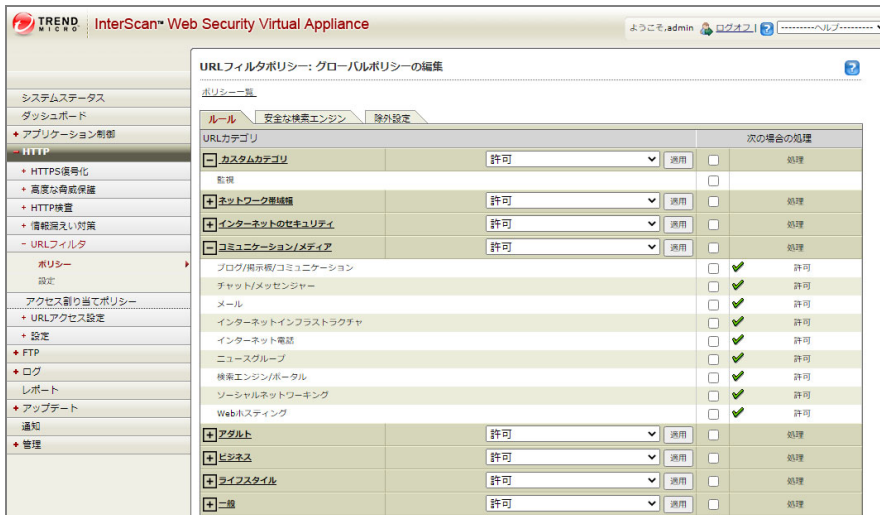 TREND MICRO InterScan™ Web Security Virtual Appliance
ようこそ,admin ログオフ | ? ---------ヘルプ---------
URLフィルタポリシー: グローバルポリシーの編集
ポリシー一覧
ルール 安全な検索エンジン 除外設定
URLカテゴリ 次の場合の処理
カスタムカテゴリ 許可 適用 処理
監視
ネットワーク帯域幅 許可 適用 処理
インターネットのセキュリティ 許可 適用 処理
コミュニケーション/メディア 許可 適用 処理
ブログ/掲示板/コミュニケーション 許可
チャット/メッセンジャー 許可
メール 許可
インターネットインフラストラクチャ 許可
インターネット電話 許可
ニュースグループ 許可
検索エンジン/ポータル 許可
ソーシャルネットワーキング 許可
Webホスティング 許可
アダルト 許可 適用 処理
ビジネス 許可 適用 処理
ライフスタイル 許可 適用 処理
一般 許可 適用 処理
システムステータス
ダッシュボード
+ アプリケーション制御
- HTTP
+ HTTPS復号化
+ 高度な脅威保護
+ HTTP検査
+ 情報漏えい対策
- URLフィルタ
ポリシー
設定
アクセス割り当てポリシー
+ URLアクセス設定
+ 設定
+ FTP
+ ログ
レポート
+ アップデート
通知
+ 管理